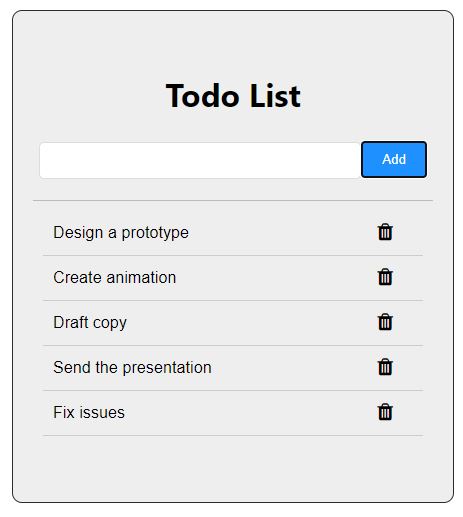 Todo List
Add
Design a prototype
Create animation
Draft copy
Send the presentation
Fix issues